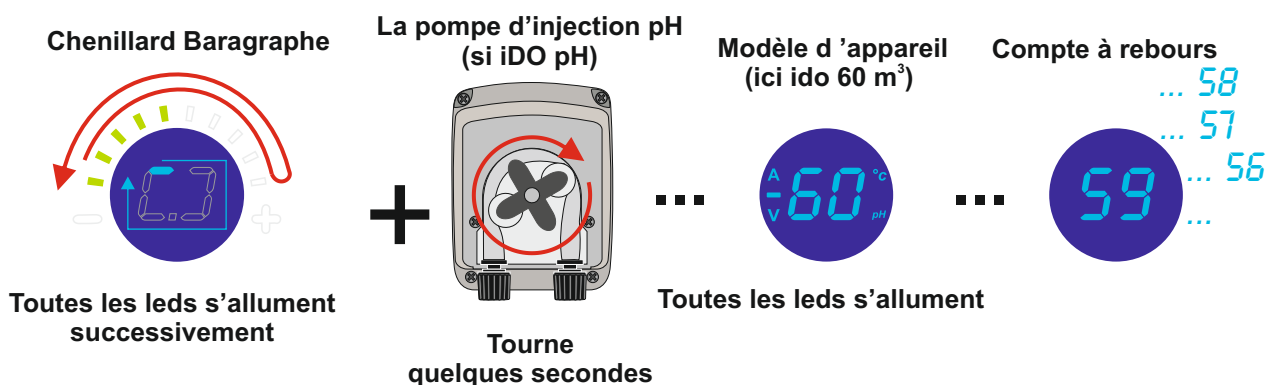 Chenillard Baragraphe
La pompe d'injection pH
(si iDO pH)
Modèle d 'appareil
(ici ido 60 m³)
Compte à rebours
... 58
... 57
... 56
...
A
-
V
60
°c
pH
...
59
...
Toutes les leds s'allument
successivement
Tourne
quelques secondes
Toutes les leds s'allument